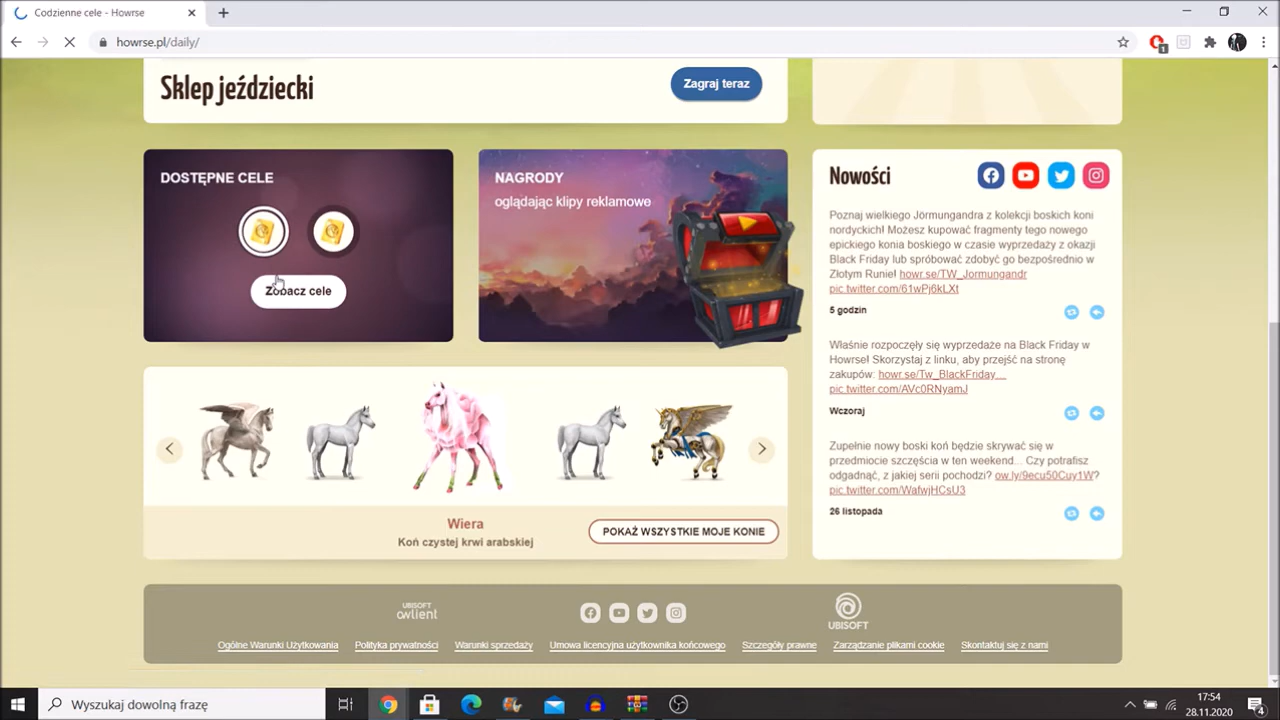 Codzienne cele - Howrse
howrse.pl/daily/
1
Sklep jeździecki
Zagraj teraz
DOSTĘPNE CELE
Zobacz cele
NAGRODY
oglądając klipy reklamowe
Nowości
Poznaj wielkiego Jörmungandra z kolekcji boskich koni
nordyckich! Możesz kupować fragmenty tego nowego
epickiego konia boskiego w czasie wyprzedaży z okazji
Black Friday lub spróbować zdobyć go bezpośrednio w
Złotym Runie! howr.se/TW_Jormungandr
pic.twitter.com/61wPj6kLXt
5 godzin
Właśnie rozpoczęły się wyprzedaże na Black Friday w
Howrse! Skorzystaj z linku, aby przejść na stronę
zakupów: howr.se/Tw_BlackFriday...
pic.twitter.com/AVc0RNyamJ
Wczoraj
Zupełnie nowy boski koń będzie skrywać się w
przedmiocie szczęścia w ten weekend... Czy potrafisz
odgadnąć, z jakiej serii pochodzi? ow.ly/9ecu50Cuy1W?
pic.twitter.com/WafwjHCsU3
26 listopada
Wiera
Koń czystej krwi arabskiej
POKAŻ WSZYSTKIE MOJE KONIE
UBISOFT
owlient
UBISOFT
Ogólne Warunki Użytkowania
Polityka prywatności
Warunki sprzedaży
Umowa licencyjna użytkownika końcowego
Szczegóły prawne
Zarządzanie plikami cookie
Skontaktuj się z nami
Wyszukaj dowolną frazę
17:54
28.11.2020
4